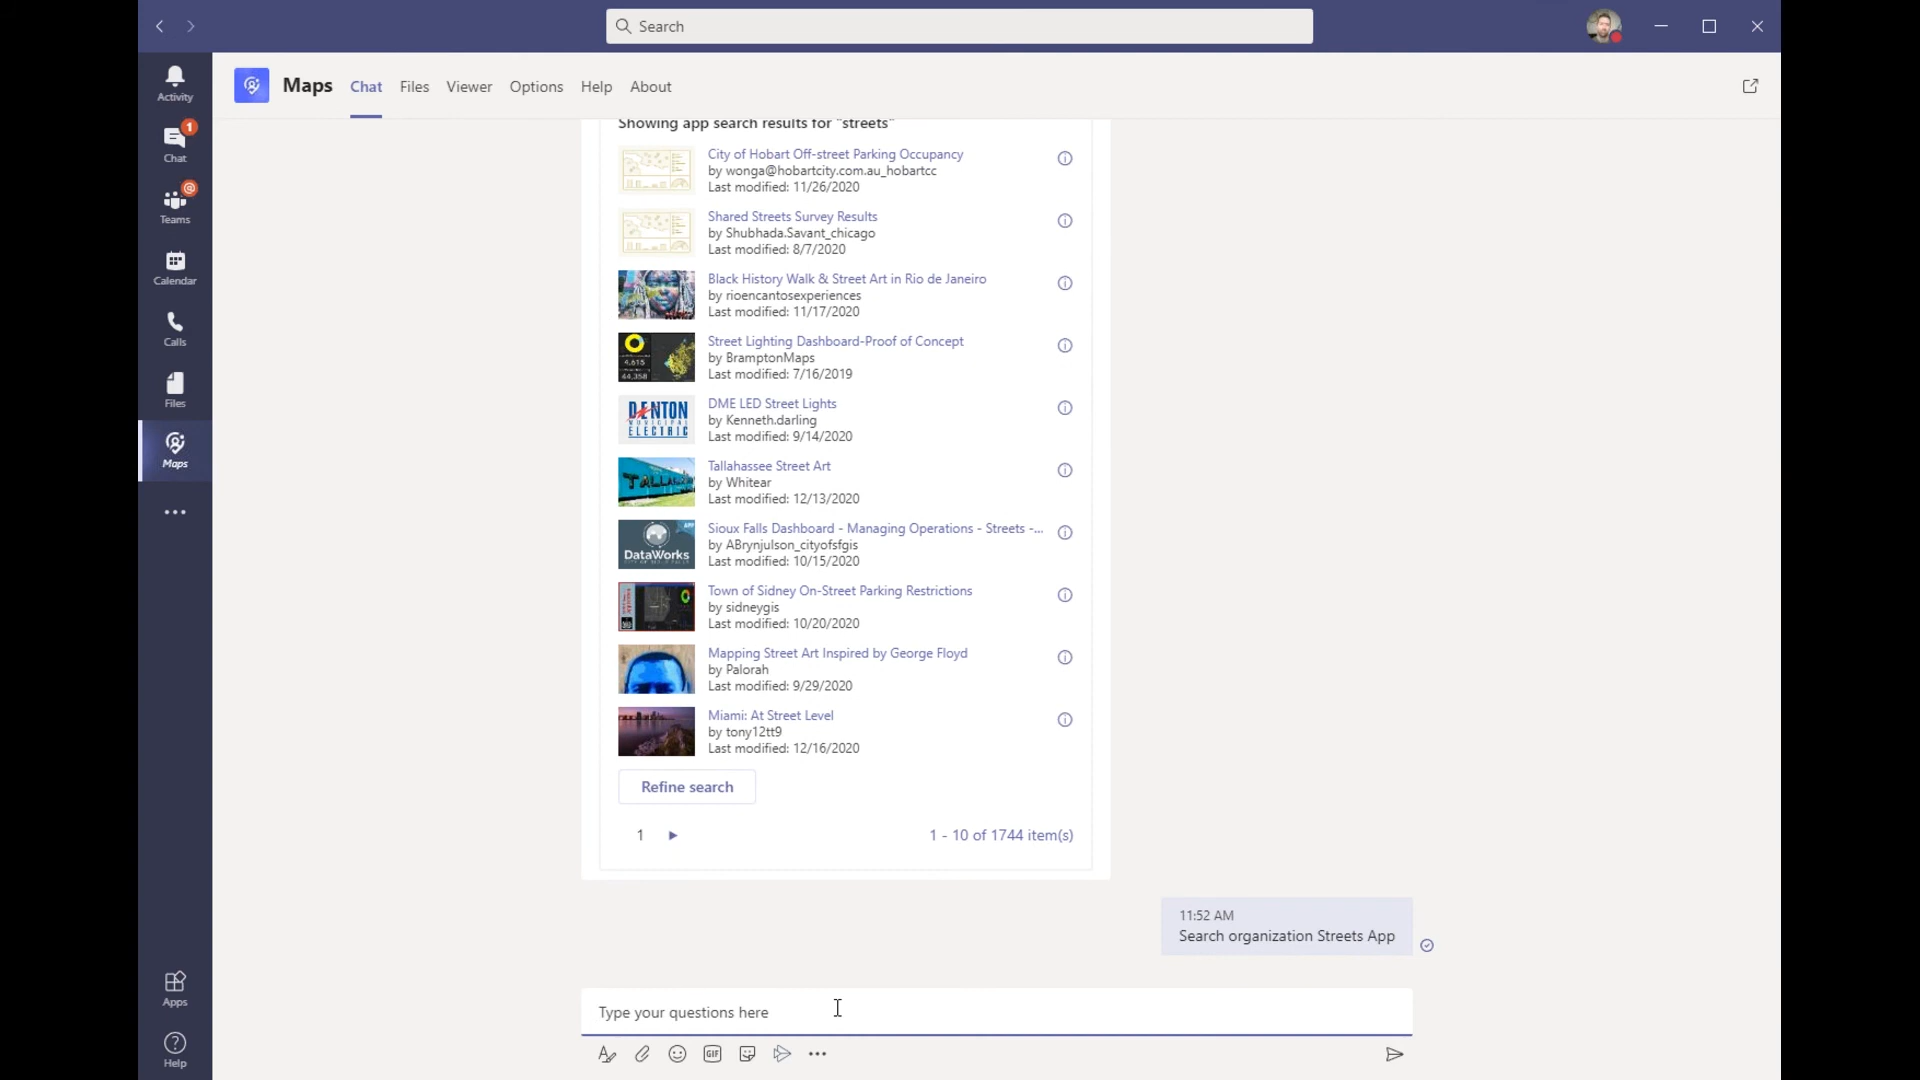 Search
Activity
1
Chat
@
Teams
Calendar
Calls
Files
Maps
Apps
Help
Maps
Chat
Files
Viewer
Options
Help
About
Showing app search results for "streets"
City of Hobart Off-street Parking Occupancy
by wonga@hobartcity.com.au_hobartcc
Last modified: 11/26/2020
Shared Streets Survey Results
by Shubhada.Savant_chicago
Last modified: 8/7/2020
Black History Walk & Street Art in Rio de Janeiro
by rioencantosexperiences
Last modified: 11/17/2020
4,615
44,358
Street Lighting Dashboard-Proof of Concept
by BramptonMaps
Last modified: 7/16/2019
DENTON
MUNICIPAL
ELECTRIC
DME LED Street Lights
by Kenneth.darling
Last modified: 9/14/2020
Tallahassee Street Art
by Whitear
Last modified: 12/13/2020
APP
DataWorks
Sioux Falls Dashboard - Managing Operations - Streets -...
by ABrynjulson_cityofsfgis
Last modified: 10/15/2020
Town of Sidney On-Street Parking Restrictions
by sidneygis
Last modified: 10/20/2020
Mapping Street Art Inspired by George Floyd
by Palorah
Last modified: 9/29/2020
Miami: At Street Level
by tony12tt9
Last modified: 12/16/2020
Refine search
1
1 - 10 of 1744 item(s)
11:52 AM
Search organization Streets App
Type your questions here
GIF